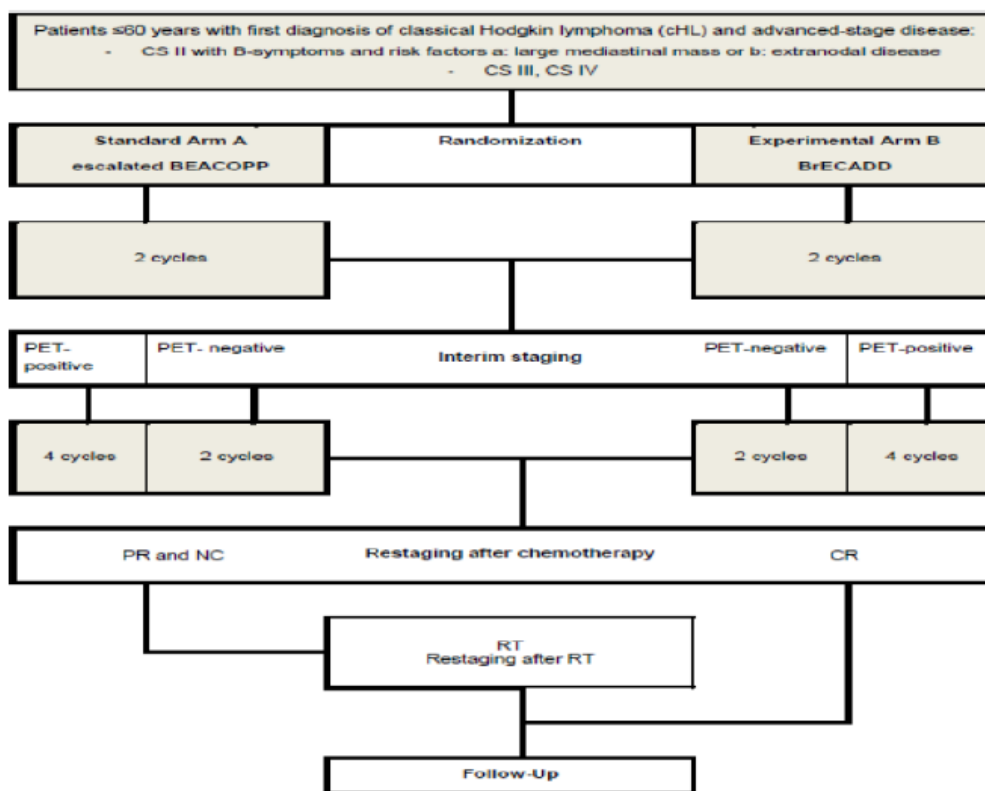 Patients ≤60 years with first diagnosis of classical Hodgkin lymphoma (cHL) and advanced-stage disease:
- CS II with B-symptoms and risk factors a: large mediastinal mass or b: extranodal disease
- CS III, CS IV
Standard Arm A
escalated BEACOPP
Randomization
Experimental Arm B
BrECADD
2 cycles
2 cycles
PET-
positive
PET- negative
Interim staging
PET-negative
PET-positive
4 cycles
2 cycles
2 cycles
4 cycles
PR and NC
Restaging after chemotherapy
CR
RT
Restaging after RT
Follow-Up